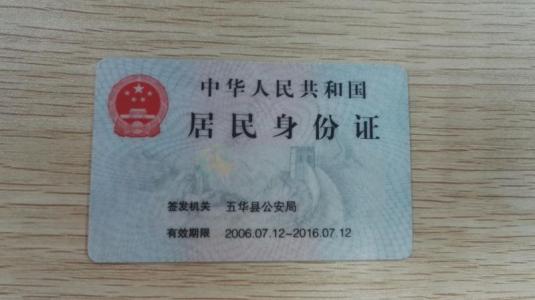 中华人民共和国
居民身份证
签发机关 五华县公安局
有效期限 2006.07.12-2016.07.12